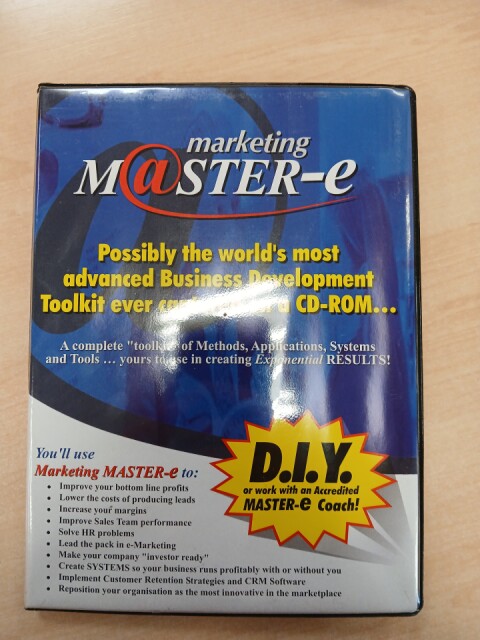 marketing
M@STER-e
Possibly the world's most
advanced Business Development
Toolkit ever on a CD-ROM...
A complete "toolkit" of Methods, Applications, Systems
and Tools ... yours to use in creating Exponential RESULTS!
You'll use
Marketing MASTER-e to:
• Improve your bottom line profits
• Lower the costs of producing leads
• Increase your margins
• Improve Sales Team performance
• Solve HR problems
• Lead the pack in e-Marketing
• Make your company "investor ready"
• Create SYSTEMS so your business runs profitably with or without you
• Implement Customer Retention Strategies and CRM Software
• Reposition your organisation as the most innovative in the marketplace
D.I.Y.
or work with an Accredited
MASTER-e Coach!